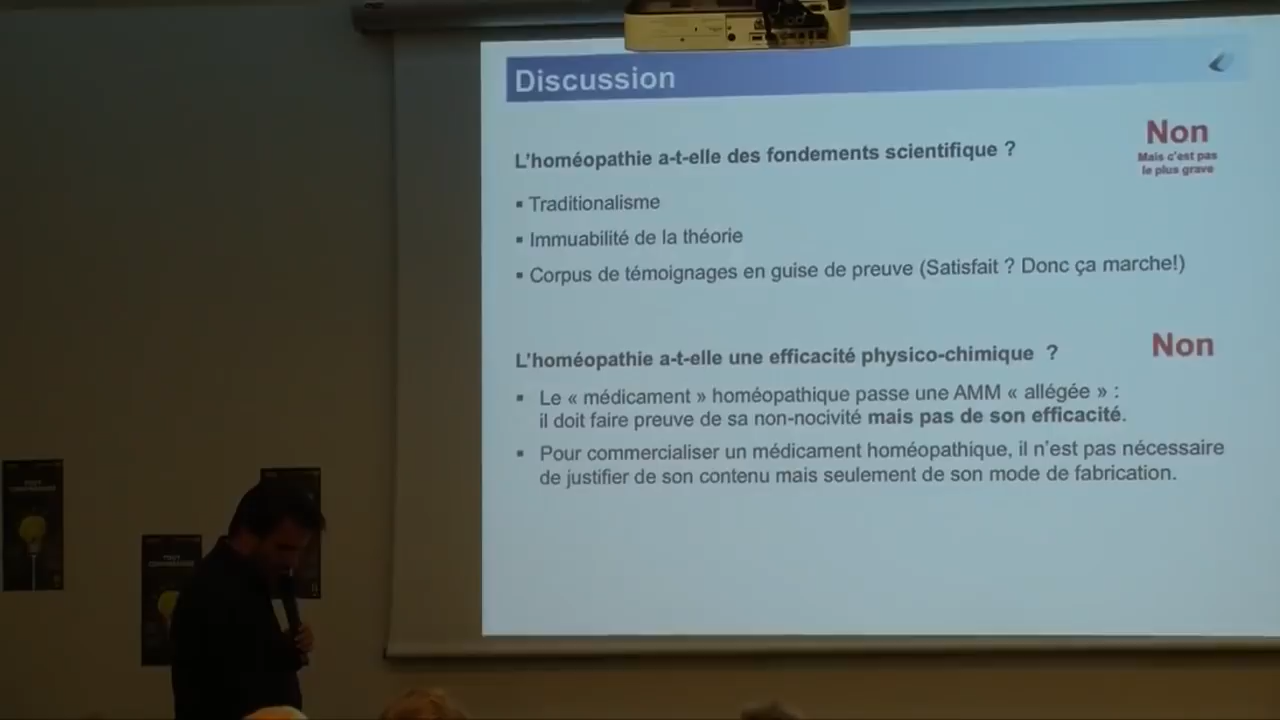 Discussion
Non
Mais c'est pas
le plus grave
L'homéopathie a-t-elle des fondements scientifique ?
▪ Traditionalisme
▪ Immuabilité de la théorie
▪ Corpus de témoignages en guise de preuve (Satisfait ? Donc ça marche!)
L'homéopathie a-t-elle une efficacité physico-chimique ?
Non
▪ Le « médicament » homéopathique passe une AMM « allégée » :
il doit faire preuve de sa non-nocivité mais pas de son efficacité.
▪ Pour commercialiser un médicament homéopathique, il n'est pas nécessaire
de justifier de son contenu mais seulement de son mode de fabrication.